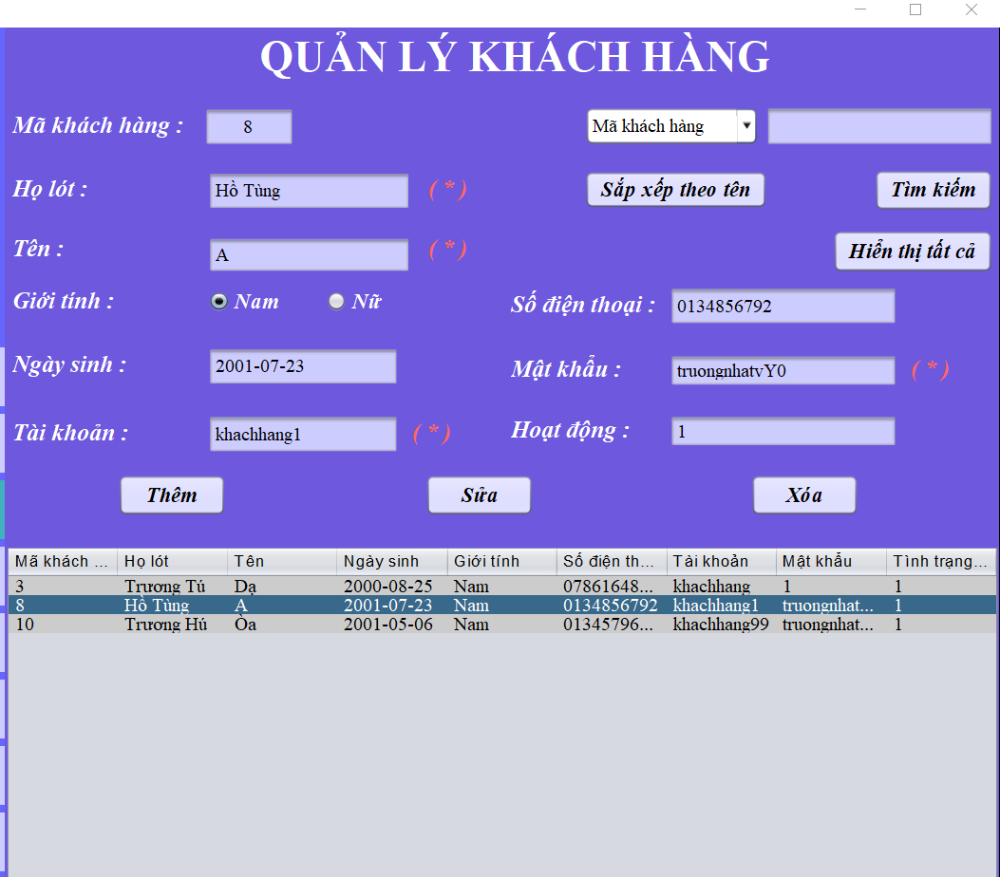 QUẢN LÝ KHÁCH HÀNG
Mã khách hàng : 8 Mã khách hàng
Họ lót : Hồ Tùng ( * ) Sắp xếp theo tên Tìm kiếm
Tên : A ( * ) Hiển thị tất cả
Giới tính : Nam Nữ Số điện thoại : 0134856792
Ngày sinh : 2001-07-23 Mật khẩu : truongnhatvY0 ( * )
Tài khoản : khachhang1 ( * ) Hoạt động : 1
Thêm Sửa Xóa
Mã khách ... Họ lót Tên Ngày sinh Giới tính Số điện th... Tài khoản Mật khẩu Tình trạng...
3 Trương Tú Dạ 2000-08-25 Nam 07861648... khachhang 1 1
8 Hồ Tùng A 2001-07-23 Nam 0134856792 khachhang1 truongnhat... 1
10 Trương Hú Òa 2001-05-06 Nam 01345796... khachhang99 truongnhat... 1